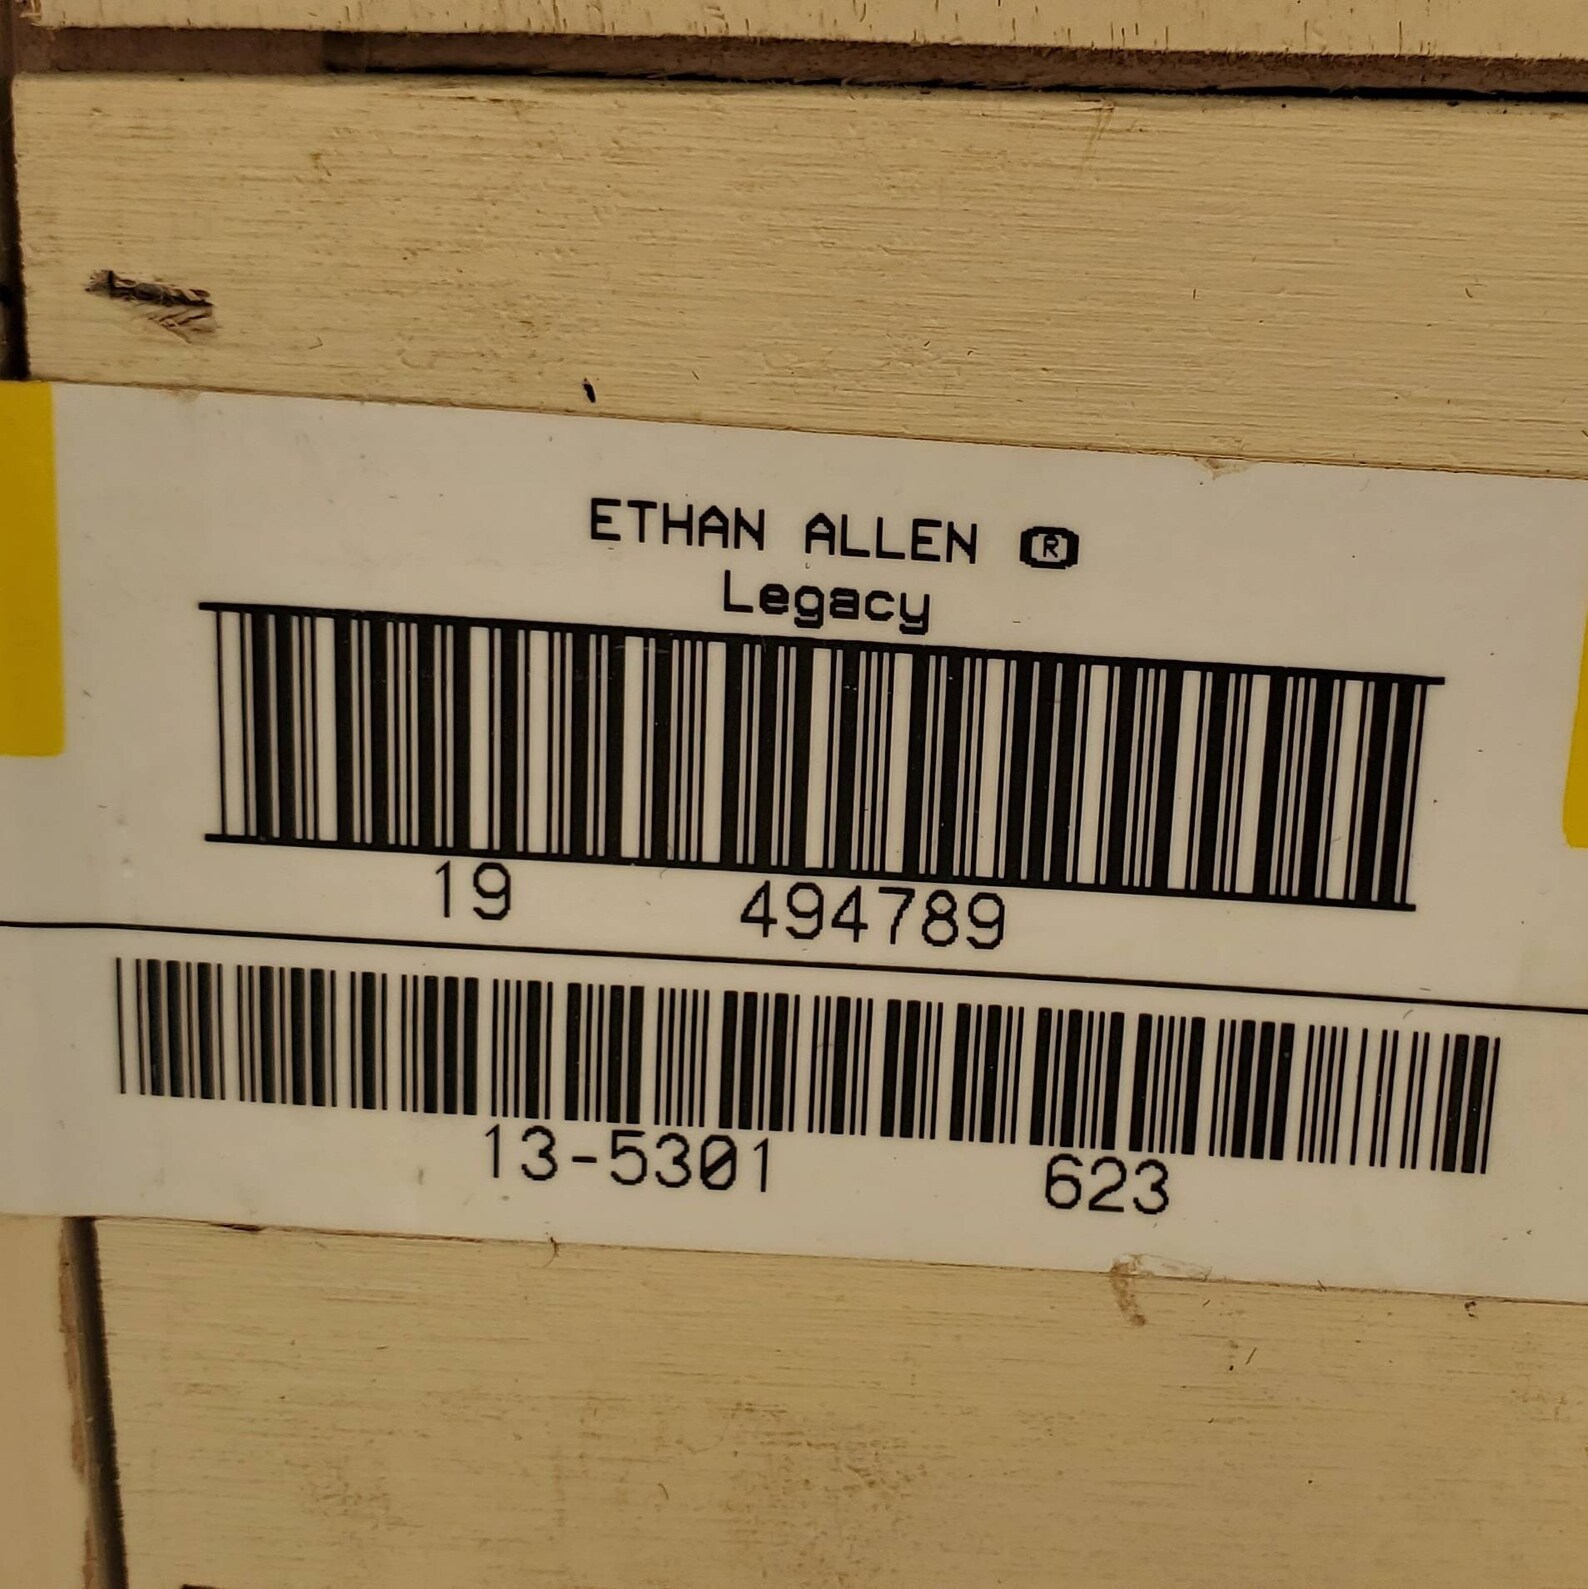 ETHAN ALLEN ®
Legacy
19 494789
13-5301 623